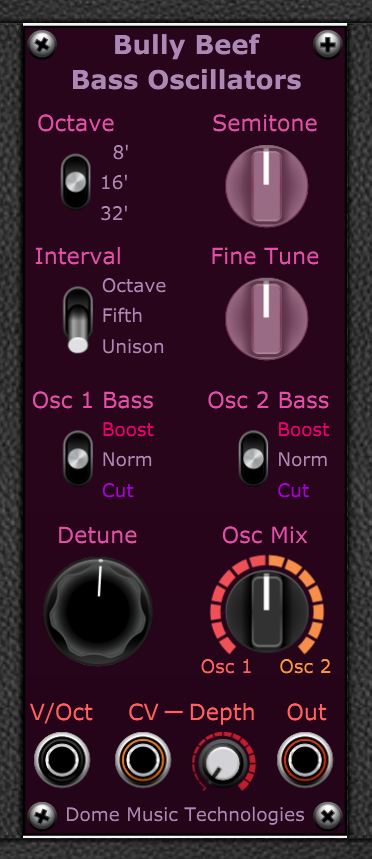 Bully Beef
Bass Oscillators
Octave Semitone
8'
16'
32'
Interval Fine Tune
Octave
Fifth
Unison
Osc 1 Bass Osc 2 Bass
Boost Boost
Norm Norm
Cut Cut
Detune Osc Mix
Osc 1 Osc 2
V/Oct CV — Depth Out
Dome Music Technologies